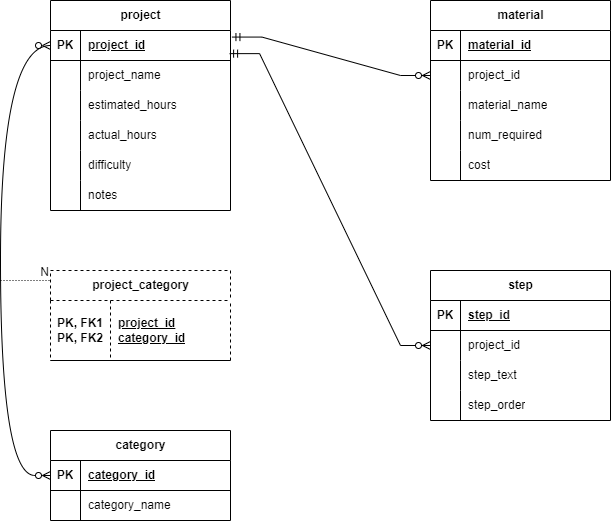 project
PK project_id
project_name
estimated_hours
actual_hours
difficulty
notes
material
PK material_id
project_id
material_name
num_required
cost
N
project_category
PK, FK1 project_id
PK, FK2 category_id
step
PK step_id
project_id
step_text
step_order
category
PK category_id
category_name